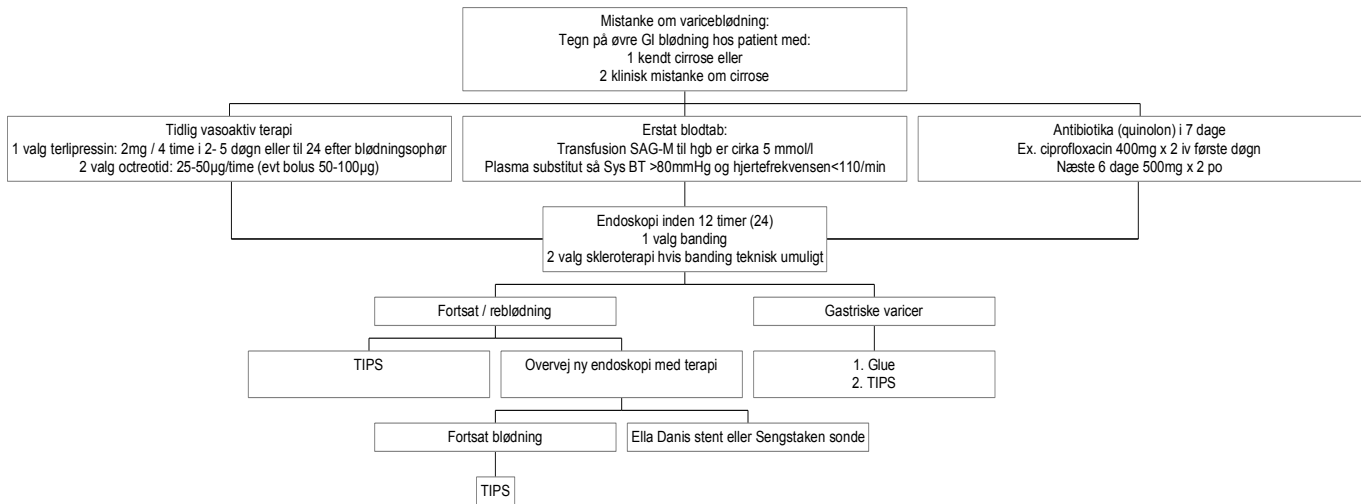 Mistanke om variceblødning:
Tegn på øvre GI blødning hos patient med:
1 kendt cirrose eller
2 klinisk mistanke om cirrose
Tidlig vasoaktiv terapi
1 valg terlipressin: 2mg / 4 time i 2- 5 døgn eller til 24 efter blødningsophør
2 valg octreotid: 25-50µg/time (evt bolus 50-100µg)
Erstat blodtab:
Transfusion SAG-M til hgb er cirka 5 mmol/l
Plasma substitut så Sys BT >80mmHg og hjertefrekvensen<110/min
Antibiotika (quinolon) i 7 dage
Ex. ciprofloxacin 400mg x 2 iv første døgn
Næste 6 dage 500mg x 2 po
Endoskopi inden 12 timer (24)
1 valg banding
2 valg skleroterapi hvis banding teknisk umuligt
Fortsat / reblødning
Gastriske varicer
TIPS
Overvej ny endoskopi med terapi
1. Glue
2. TIPS
Fortsat blødning
Ella Danis stent eller Sengstaken sonde
TIPS